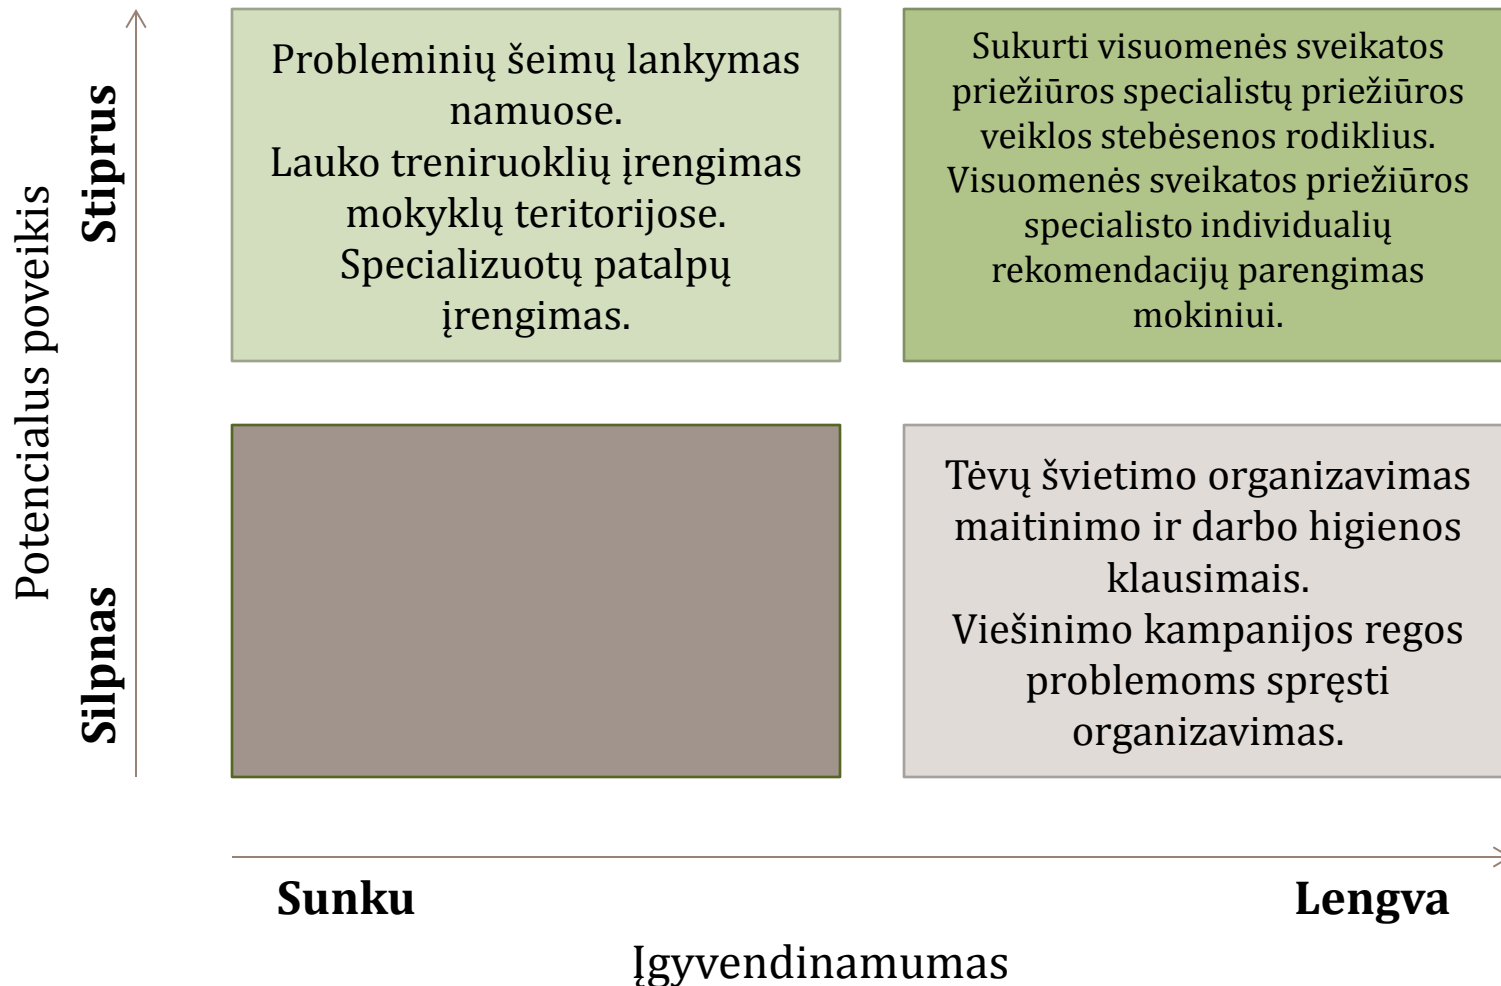 Potencialus poveikis
Stiprus
Silpnas
Probleminių šeimų lankymas
namuose.
Lauko treniruoklių įrengimas
mokyklų teritorijose.
Specializuotų patalpų
įrengimas.
Sukurti visuomenės sveikatos
priežiūros specialistų priežiūros
veiklos stebėsenos rodiklius.
Visuomenės sveikatos priežiūros
specialisto individualių
rekomendacijų parengimas
mokiniui.
Tėvų švietimo organizavimas
maitinimo ir darbo higienos
klausimais.
Viešinimo kampanijos regos
problemoms spręsti
organizavimas.
Sunku
Lengva
Įgyvendinamumas